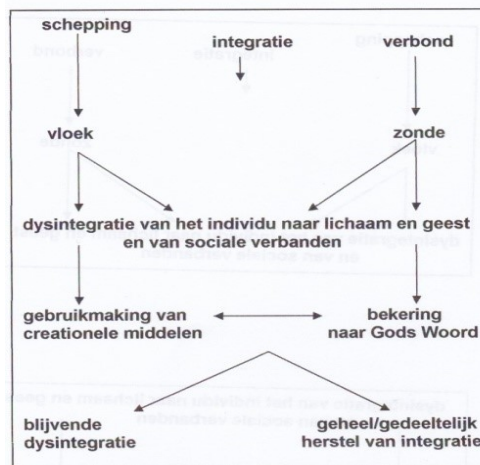 schepping
integratie
verbond
vloek
zonde
dysintegratie van het individu naar lichaam en geest
en van sociale verbanden
gebruikmaking van
creationele middelen
bekering
naar Gods Woord
blijvende
dysintegratie
geheel/gedeeltelijk
herstel van integratie